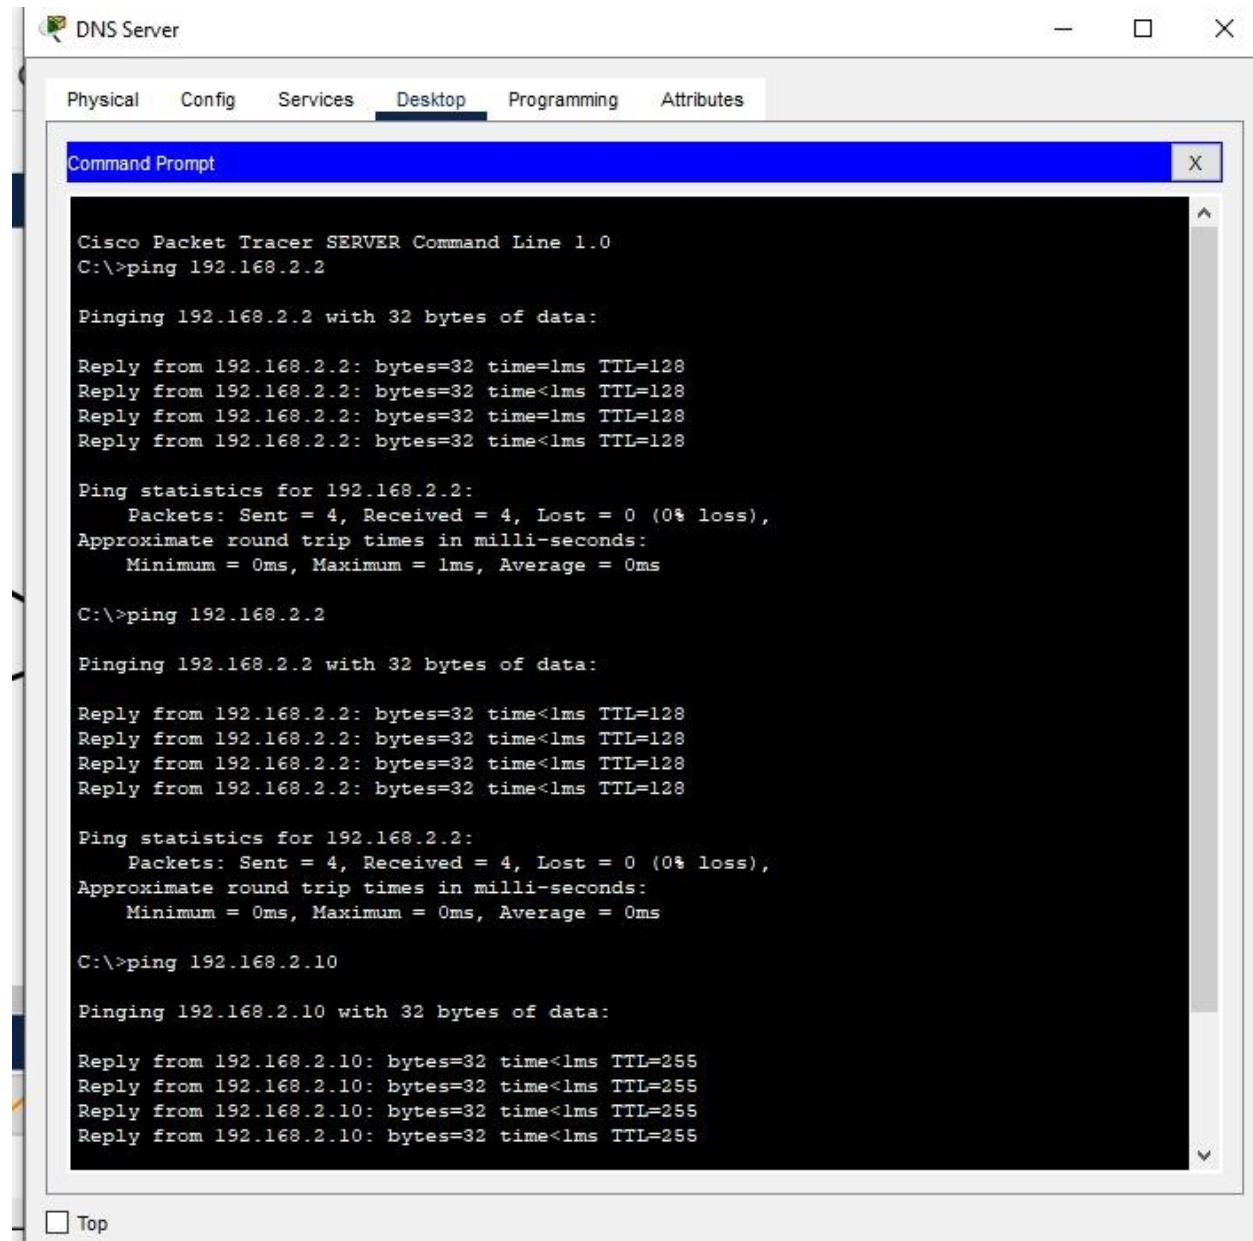 DNS Server
Physical Config Services Desktop Programming Attributes
Command Prompt
X
Cisco Packet Tracer SERVER Command Line 1.0
C:\>ping 192.168.2.2
Pinging 192.168.2.2 with 32 bytes of data:
Reply from 192.168.2.2: bytes=32 time=1ms TTL=128
Reply from 192.168.2.2: bytes=32 time<1ms TTL=128
Reply from 192.168.2.2: bytes=32 time=1ms TTL=128
Reply from 192.168.2.2: bytes=32 time<1ms TTL=128
Ping statistics for 192.168.2.2:
Packets: Sent = 4, Received = 4, Lost = 0 (0% loss),
Approximate round trip times in milli-seconds:
Minimum = 0ms, Maximum = 1ms, Average = 0ms
C:\>ping 192.168.2.2
Pinging 192.168.2.2 with 32 bytes of data:
Reply from 192.168.2.2: bytes=32 time<1ms TTL=128
Reply from 192.168.2.2: bytes=32 time<1ms TTL=128
Reply from 192.168.2.2: bytes=32 time<1ms TTL=128
Reply from 192.168.2.2: bytes=32 time<1ms TTL=128
Ping statistics for 192.168.2.2:
Packets: Sent = 4, Received = 4, Lost = 0 (0% loss),
Approximate round trip times in milli-seconds:
Minimum = 0ms, Maximum = 0ms, Average = 0ms
C:\>ping 192.168.2.10
Pinging 192.168.2.10 with 32 bytes of data:
Reply from 192.168.2.10: bytes=32 time<1ms TTL=255
Reply from 192.168.2.10: bytes=32 time<1ms TTL=255
Reply from 192.168.2.10: bytes=32 time<1ms TTL=255
Reply from 192.168.2.10: bytes=32 time<1ms TTL=255
Top